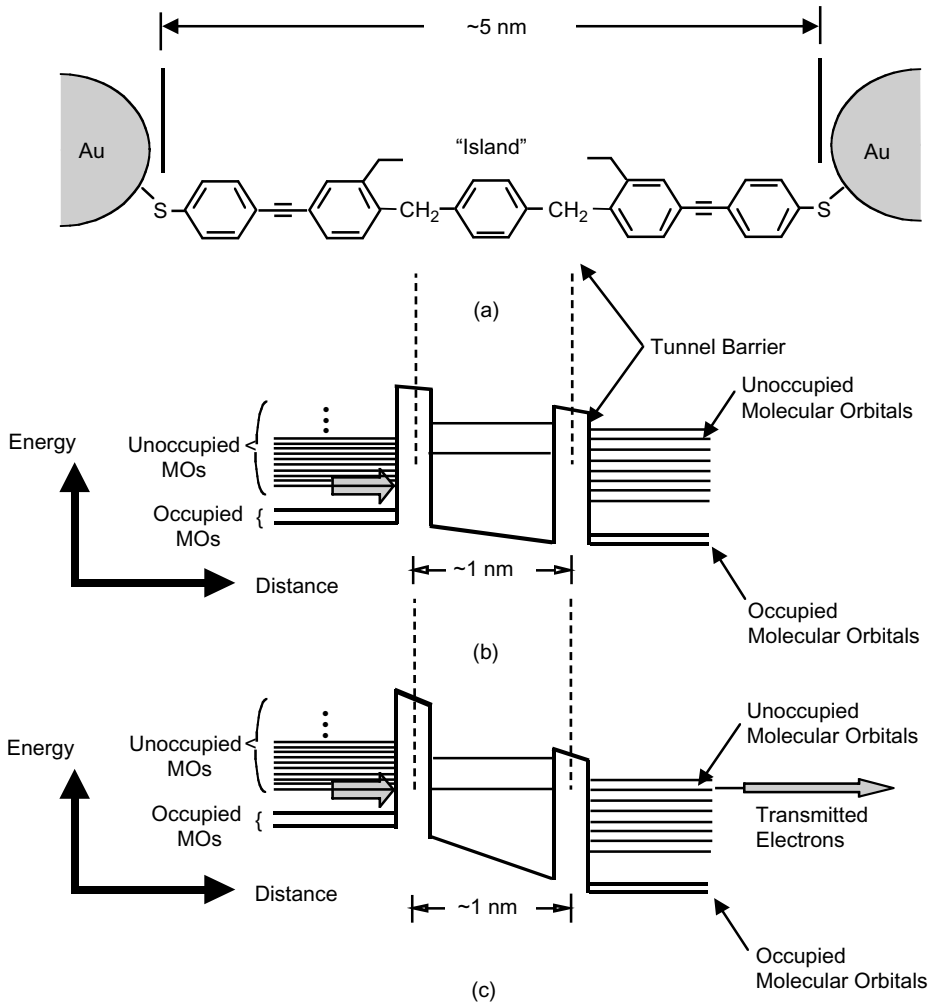 ~5 nm
Au
"Island"
Au
S
CH2
CH2
S
(a)
Tunnel Barrier
Unoccupied
Molecular Orbitals
Energy
Unoccupied
MOs
Occupied
MOs
{
~1 nm
Distance
Occupied
Molecular Orbitals
(b)
Unoccupied
Molecular Orbitals
Energy
Unoccupied
MOs
Transmitted
Electrons
Occupied
MOs
{
Distance
~1 nm
Occupied
Molecular Orbitals
(c)